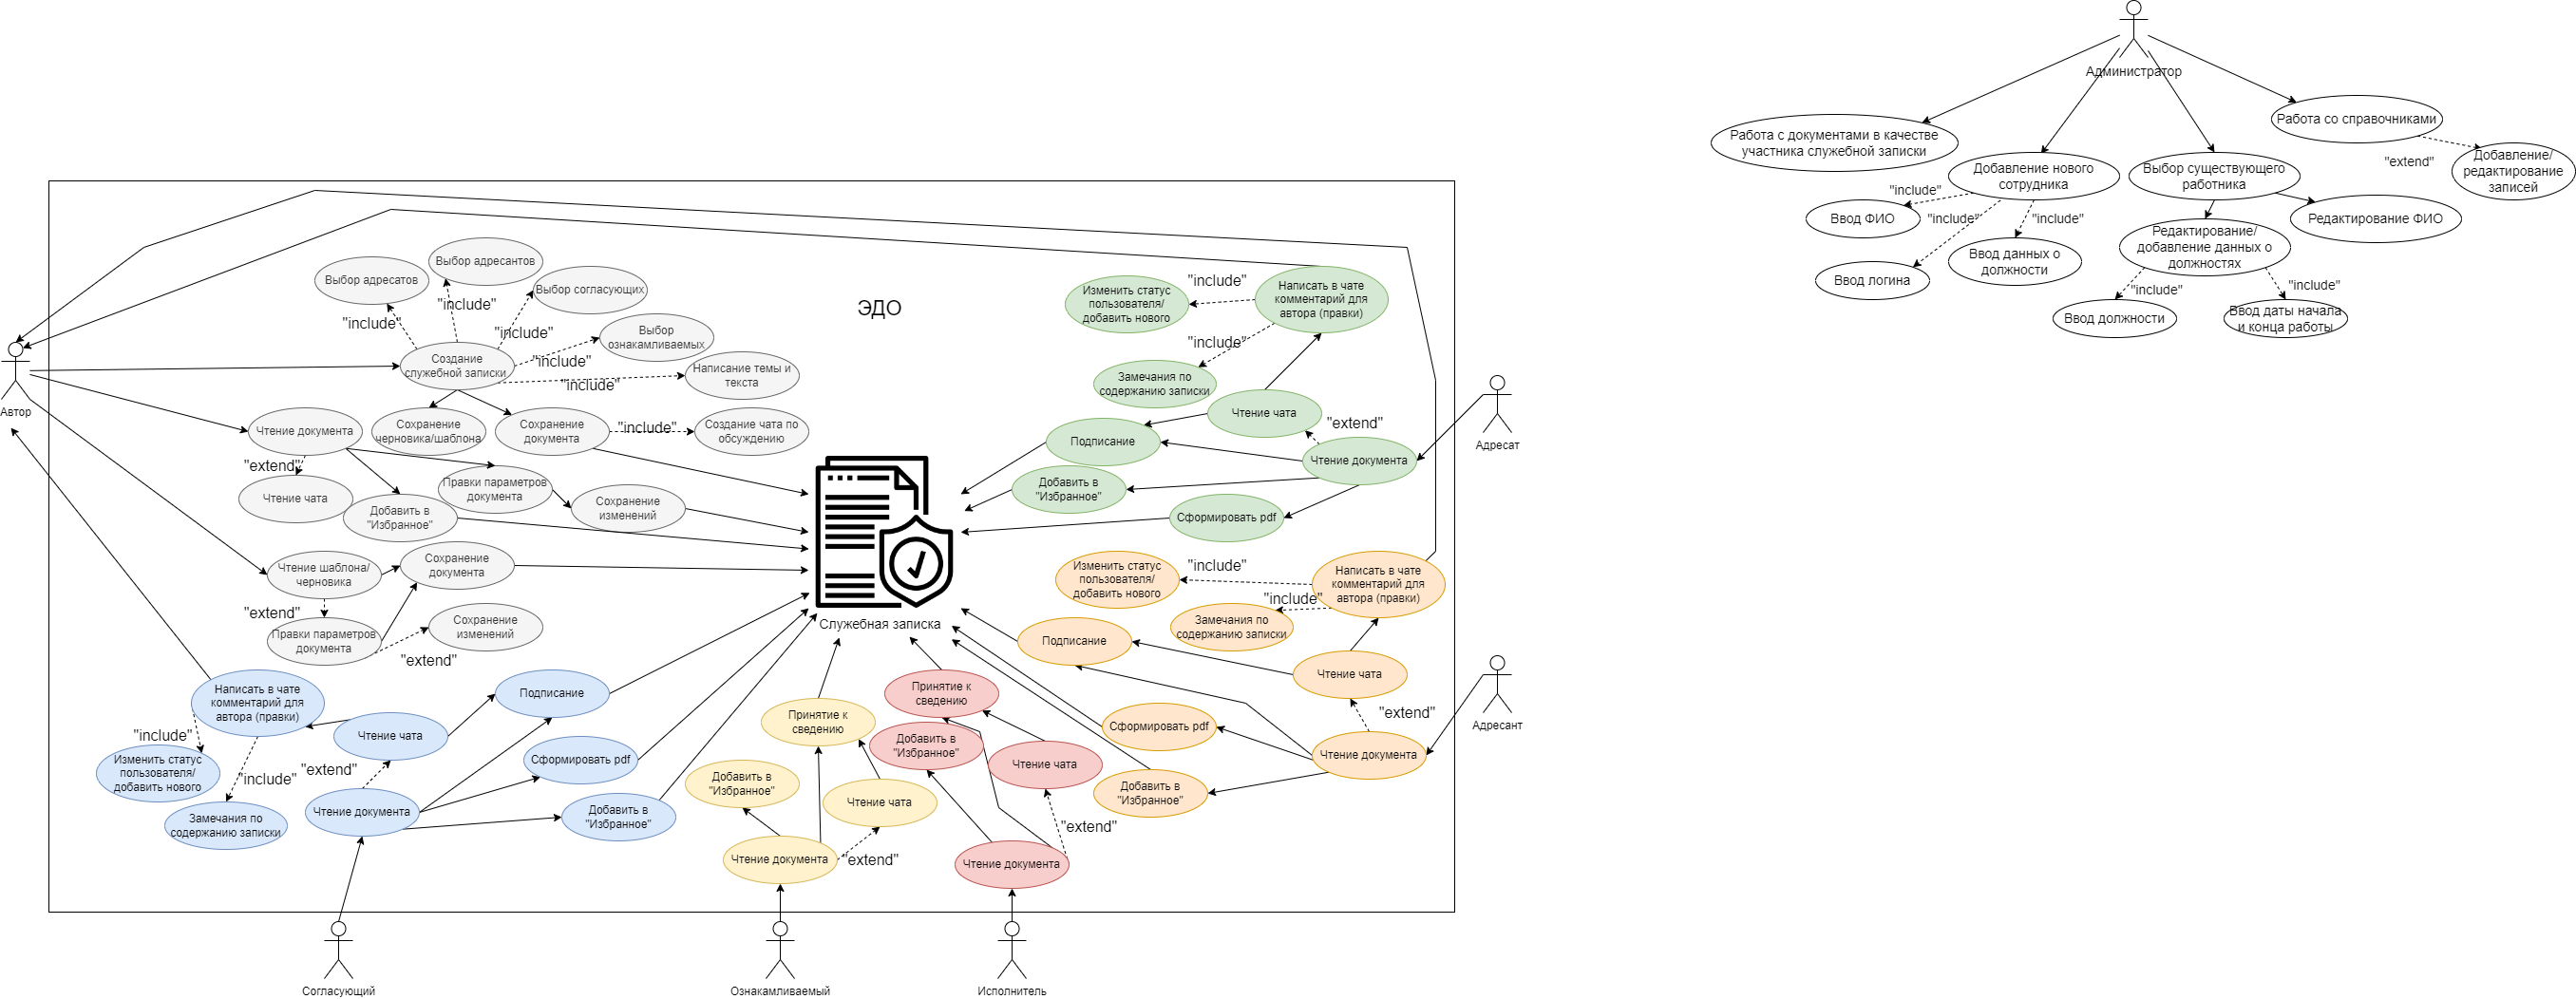 Администратор
Работа со справочниками
"extend"
Добавление/
редактирование
записей
Работа с документами в качестве
участника служебной записки
Добавление нового
сотрудника
Выбор существующего
работника
"include"
Ввод ФИО
"include"
"include"
Редактирование ФИО
Ввод логина
Ввод данных о
должности
Редактирование/
добавление данных о
должностях
"include"
"include"
Ввод должности
Ввод даты начала
и конца работы
ЭДО
Автор
Выбор адресатов
Выбор адресантов
Выбор согласующих
Выбор
ознакамливаемых
Написание темы и
текста
"include"
"include"
"include"
"include"
"include"
Создание
служебной записки
Чтение документа
Сохранение
черновика/шаблона
Сохранение
документа
"include"
Создание чата по
обсуждению
"extend"
Чтение чата
Добавить в
"Избранное"
Правки параметров
документа
Сохранение
изменений
Чтение шаблона/
черновика
Сохранение
документа
"extend"
Правки параметров
документа
Сохранение
изменений
"extend"
Служебная записка
Изменить статус
пользователя/
добавить нового
"include"
Написать в чате
комментарий для
автора (правки)
"include"
Замечания по
содержанию записки
Чтение чата
"extend"
Подписание
Чтение документа
Добавить в
"Избранное"
Сформировать pdf
Адресат
Изменить статус
пользователя/
добавить нового
"include"
Написать в чате
комментарий для
автора (правки)
"include"
Замечания по
содержанию записки
Подписание
Чтение чата
"extend"
Сформировать pdf
Чтение документа
Добавить в
"Избранное"
Адресант
Написать в чате
комментарий для
автора (правки)
"include"
Изменить статус
пользователя/
добавить нового
"include"
Замечания по
содержанию записки
Чтение чата
"extend"
Чтение документа
Подписание
Сформировать pdf
Добавить в
"Избранное"
Согласующий
Принятие к
сведению
Добавить в
"Избранное"
Чтение чата
Чтение документа
"extend"
Ознакамливаемый
Принятие к
сведению
Добавить в
"Избранное"
Чтение чата
"extend"
Чтение документа
Исполнитель